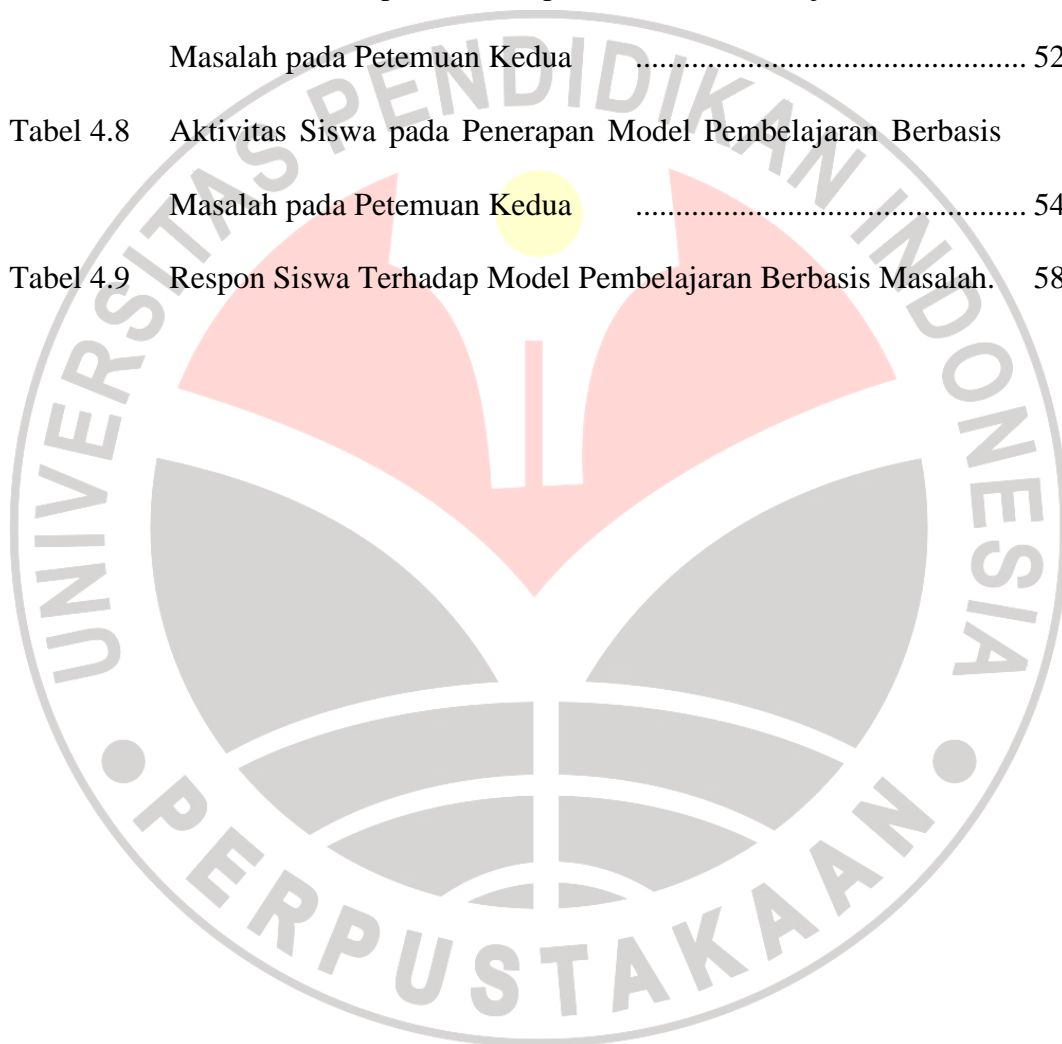 Masalah pada Petemuan Kedua ................................................ 52
Tabel 4.8 Aktivitas Siswa pada Penerapan Model Pembelajaran Berbasis
Masalah pada Petemuan Kedua ................................................ 54
Tabel 4.9 Respon Siswa Terhadap Model Pembelajaran Berbasis Masalah. 58
UNIVERSITAS PENDIDIKAN INDONESIA
PERPUSTAKAAN